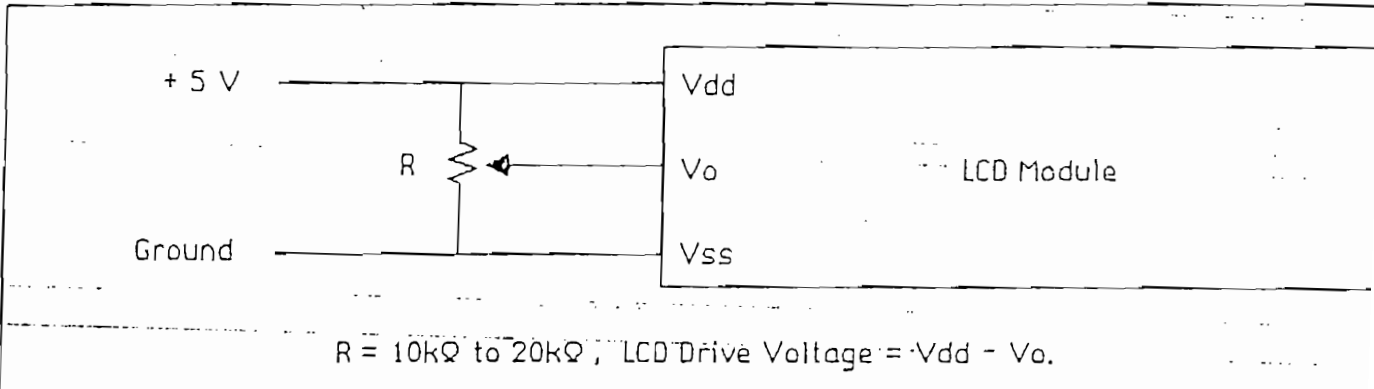 + 5 V
Vdd
R
Vo
LCD Module
Ground
Vss
R = 10kΩ to 20kΩ, LCD Drive Voltage = Vdd - Vo.